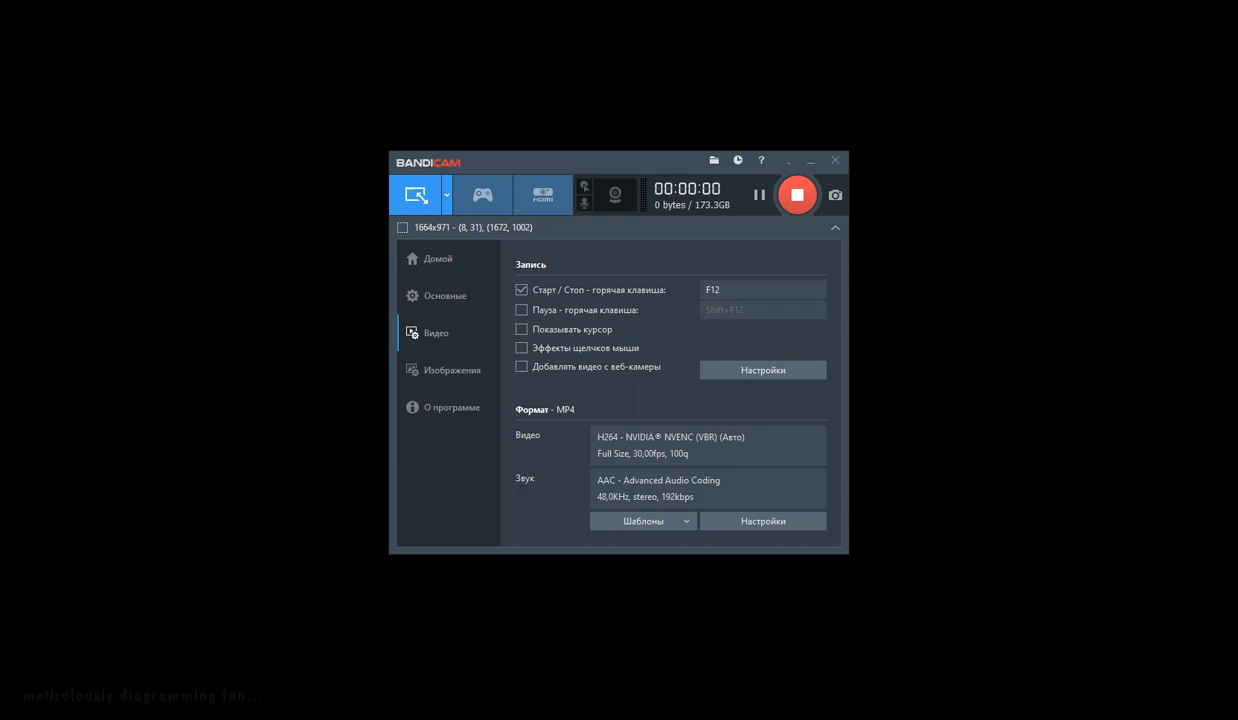 BANDICAM
?
HDMI
00:00:00
0 bytes / 173.3GB
1664x971 - (8, 31), (1672, 1002)
Домой
Основные
Видео
Изображения
О программе
Запись
Старт / Стоп - горячая клавиша:
F12
Пауза - горячая клавиша:
Shift+F12
Показывать курсор
Эффекты щелчков мыши
Добавлять видео с веб-камеры
Настройки
Формат - MP4
Видео
H264 - NVIDIA® NVENC (VBR) (Авто)
Full Size, 30,00fps, 100q
Звук
AAC - Advanced Audio Coding
48,0KHz, stereo, 192kbps
Шаблоны
Настройки
meticulously diagramming fun...